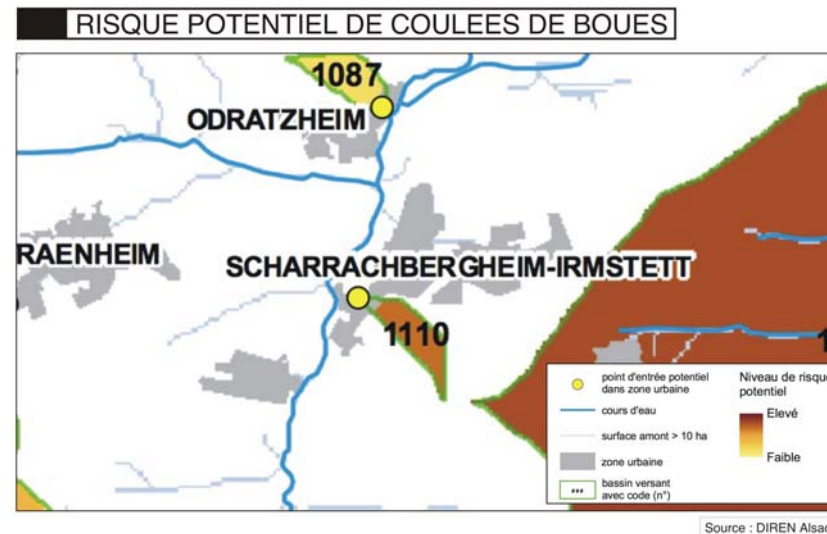 RISQUE POTENTIEL DE COULEES DE BOUES
1087
ODRATZHEIM
RAENHEIM
SCHARRACHBERGHEIM-IRMSTETT
1110
1
point d'entrée potentiel
dans zone urbaine
cours d'eau
surface amont > 10 ha
zone urbaine
bassin versant
avec code (n°)
Niveau de risque
potentiel
Elevé
Faible
Source : DIREN Alsac